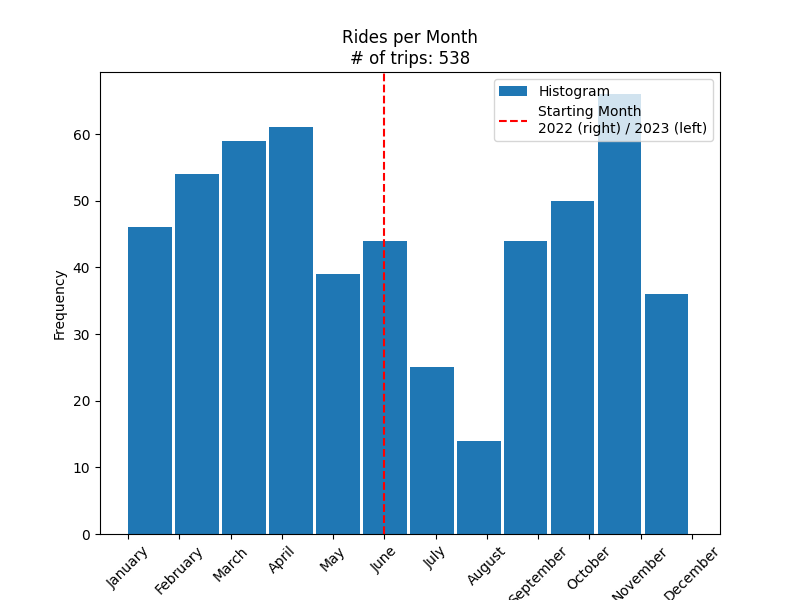 Rides per Month
# of trips: 538
Histogram
Starting Month
2022 (right) / 2023 (left)
Frequency
60
50
40
30
20
10
0
January
February
March
April
May
June
July
August
September
October
November
December